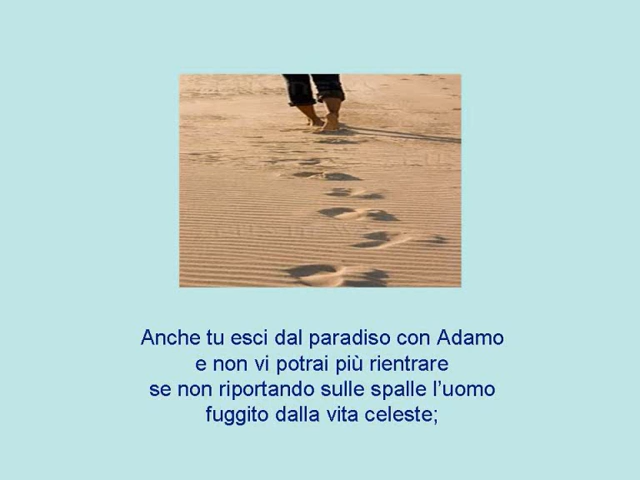 Anche tu esci dal paradiso con Adamo
e non vi potrai più rientrare
se non riportando sulle spalle l'uomo
fuggito dalla vita celeste;